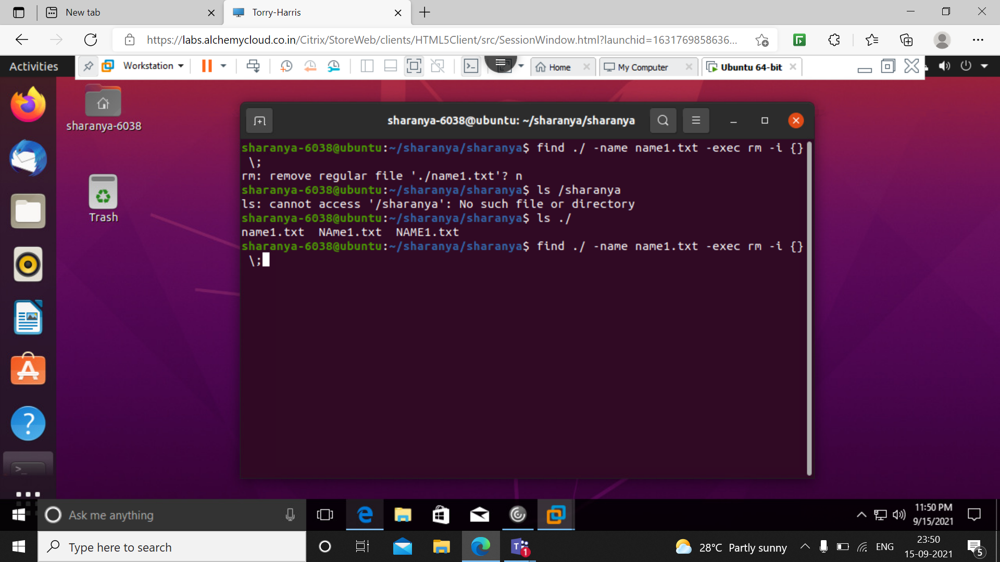 New tab
Torry-Harris
https://labs.alchemycloud.co.in/Citrix/StoreWeb/clients/HTML5Client/src/SessionWindow.html?launchid=1631769858636...
Activities
Workstation
Home
My Computer
Ubuntu 64-bit
sharanya-6038
Trash
sharanya-6038@ubuntu: ~/sharanya/sharanya
sharanya-6038@ubuntu:~/sharanya/sharanya$ find ./ -name name1.txt -exec rm -i {}
\;
rm: remove regular file './name1.txt'? n
sharanya-6038@ubuntu:~/sharanya/sharanya$ ls /sharanya
ls: cannot access '/sharanya': No such file or directory
sharanya-6038@ubuntu:~/sharanya/sharanya$ ls ./
name1.txt  NAme1.txt  NAME1.txt
sharanya-6038@ubuntu:~/sharanya/sharanya$ find ./ -name name1.txt -exec rm -i {}
\;
Ask me anything
11:50 PM
9/15/2021
Type here to search
T
1
28°C Partly sunny
ENG
23:50
15-09-2021
5